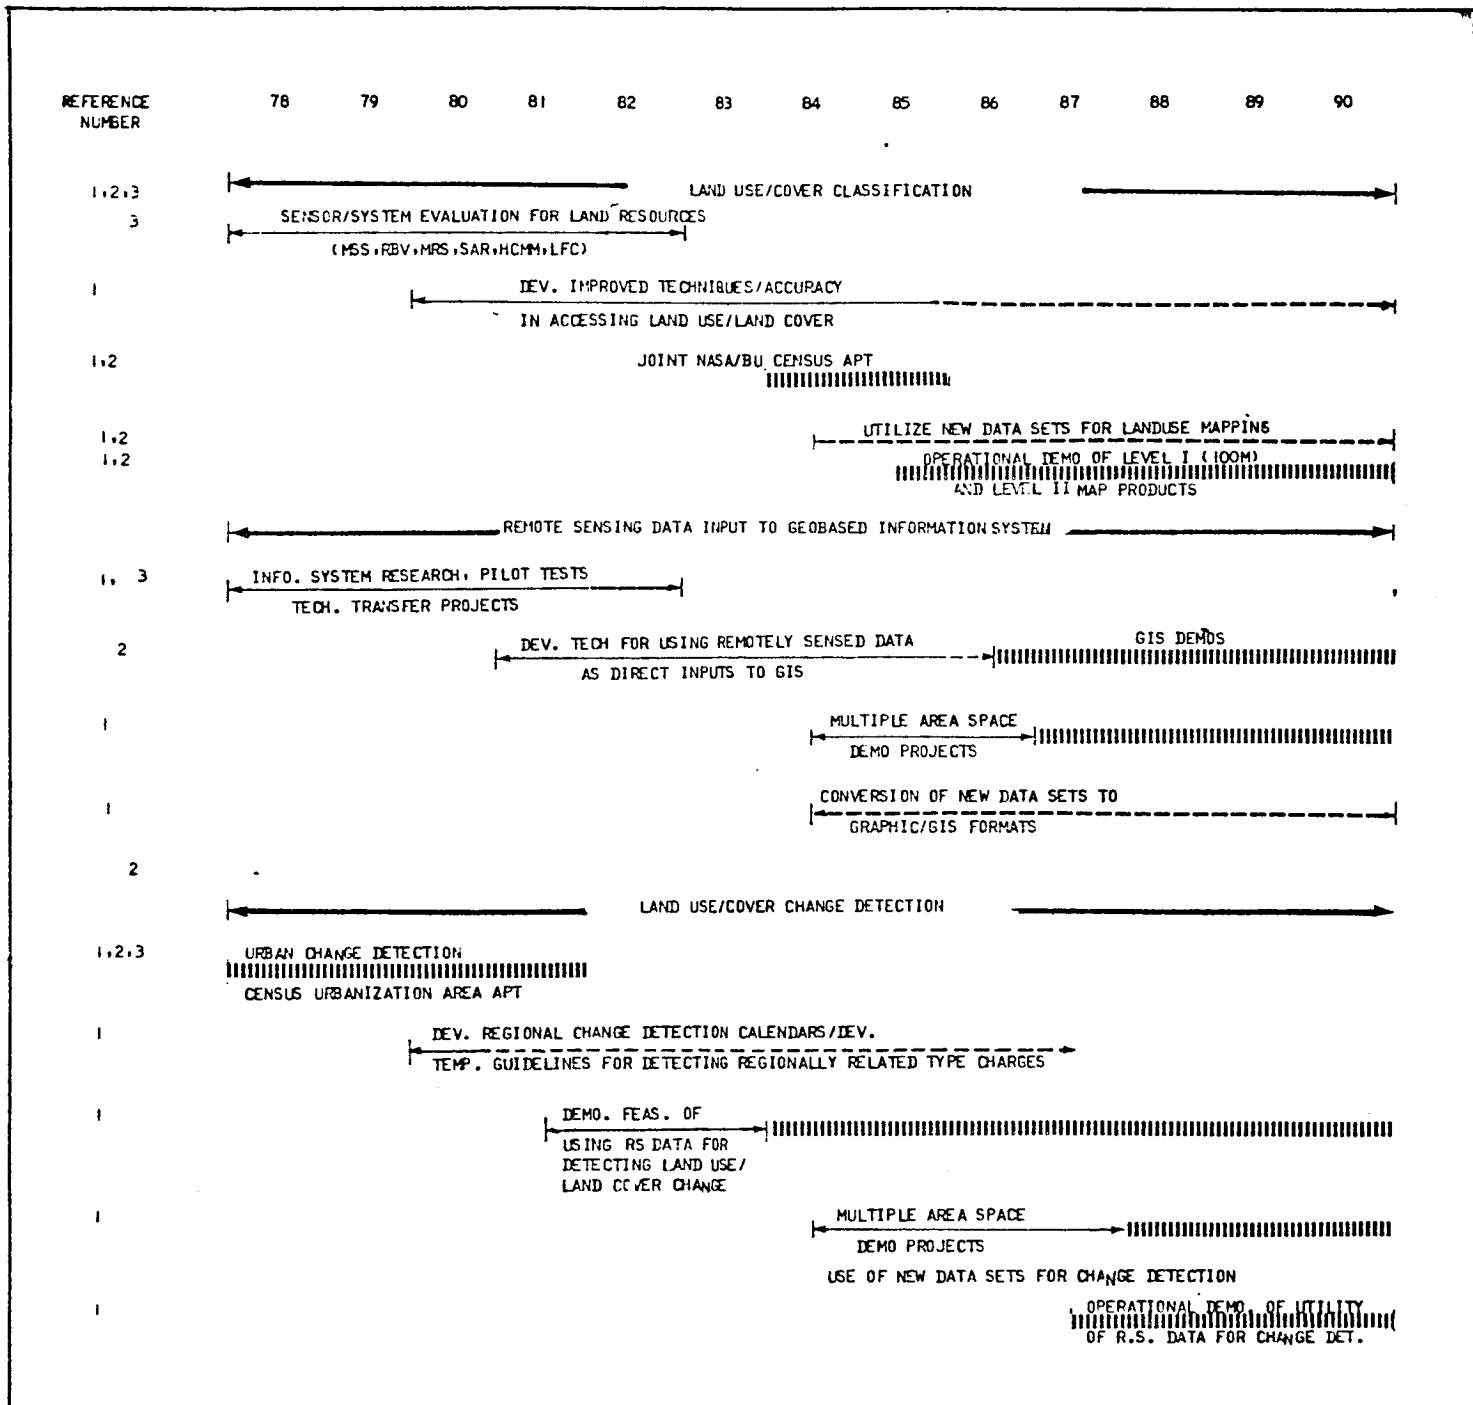 REFERENCE NUMBER 78 79 80 81 82 83 84 85 86 87 88 89 90
1,2,3 LAND USE/COVER CLASSIFICATION
3 SENSOR/SYSTEM EVALUATION FOR LAND RESOURCES
(MSS,RBV,MRS,SAR,HCMM,LFC)
1 DEV. IMPROVED TECHNIQUES/ACCURACY
IN ACCESSING LAND USE/LAND COVER
1,2 JOINT NASA/BU CENSUS APT
1,2 UTILIZE NEW DATA SETS FOR LANDUSE MAPPING
1,2 OPERATIONAL DEMO OF LEVEL I (100M)
AND LEVEL II MAP PRODUCTS
REMOTE SENSING DATA INPUT TO GEOBASED INFORMATION SYSTEM
1, 3 INFO. SYSTEM RESEARCH, PILOT TESTS
TECH. TRANSFER PROJECTS
2 DEV. TECH FOR USING REMOTELY SENSED DATA GIS DEMOS
AS DIRECT INPUTS TO GIS
1 MULTIPLE AREA SPACE
DEMO PROJECTS
1 CONVERSION OF NEW DATA SETS TO
GRAPHIC/GIS FORMATS
2
LAND USE/COVER CHANGE DETECTION
1,2,3 URBAN CHANGE DETECTION
CENSUS URBANIZATION AREA APT
1 DEV. REGIONAL CHANGE DETECTION CALENDARS/DEV.
TEMP. GUIDELINES FOR DETECTING REGIONALLY RELATED TYPE CHARGES
1 DEMO. FEAS. OF
USING RS DATA FOR
DETECTING LAND USE/
LAND COVER CHANGE
1 MULTIPLE AREA SPACE
DEMO PROJECTS
USE OF NEW DATA SETS FOR CHANGE DETECTION
1 OPERATIONAL DEMO. OF UTILITY
OF R.S. DATA FOR CHANGE DET.